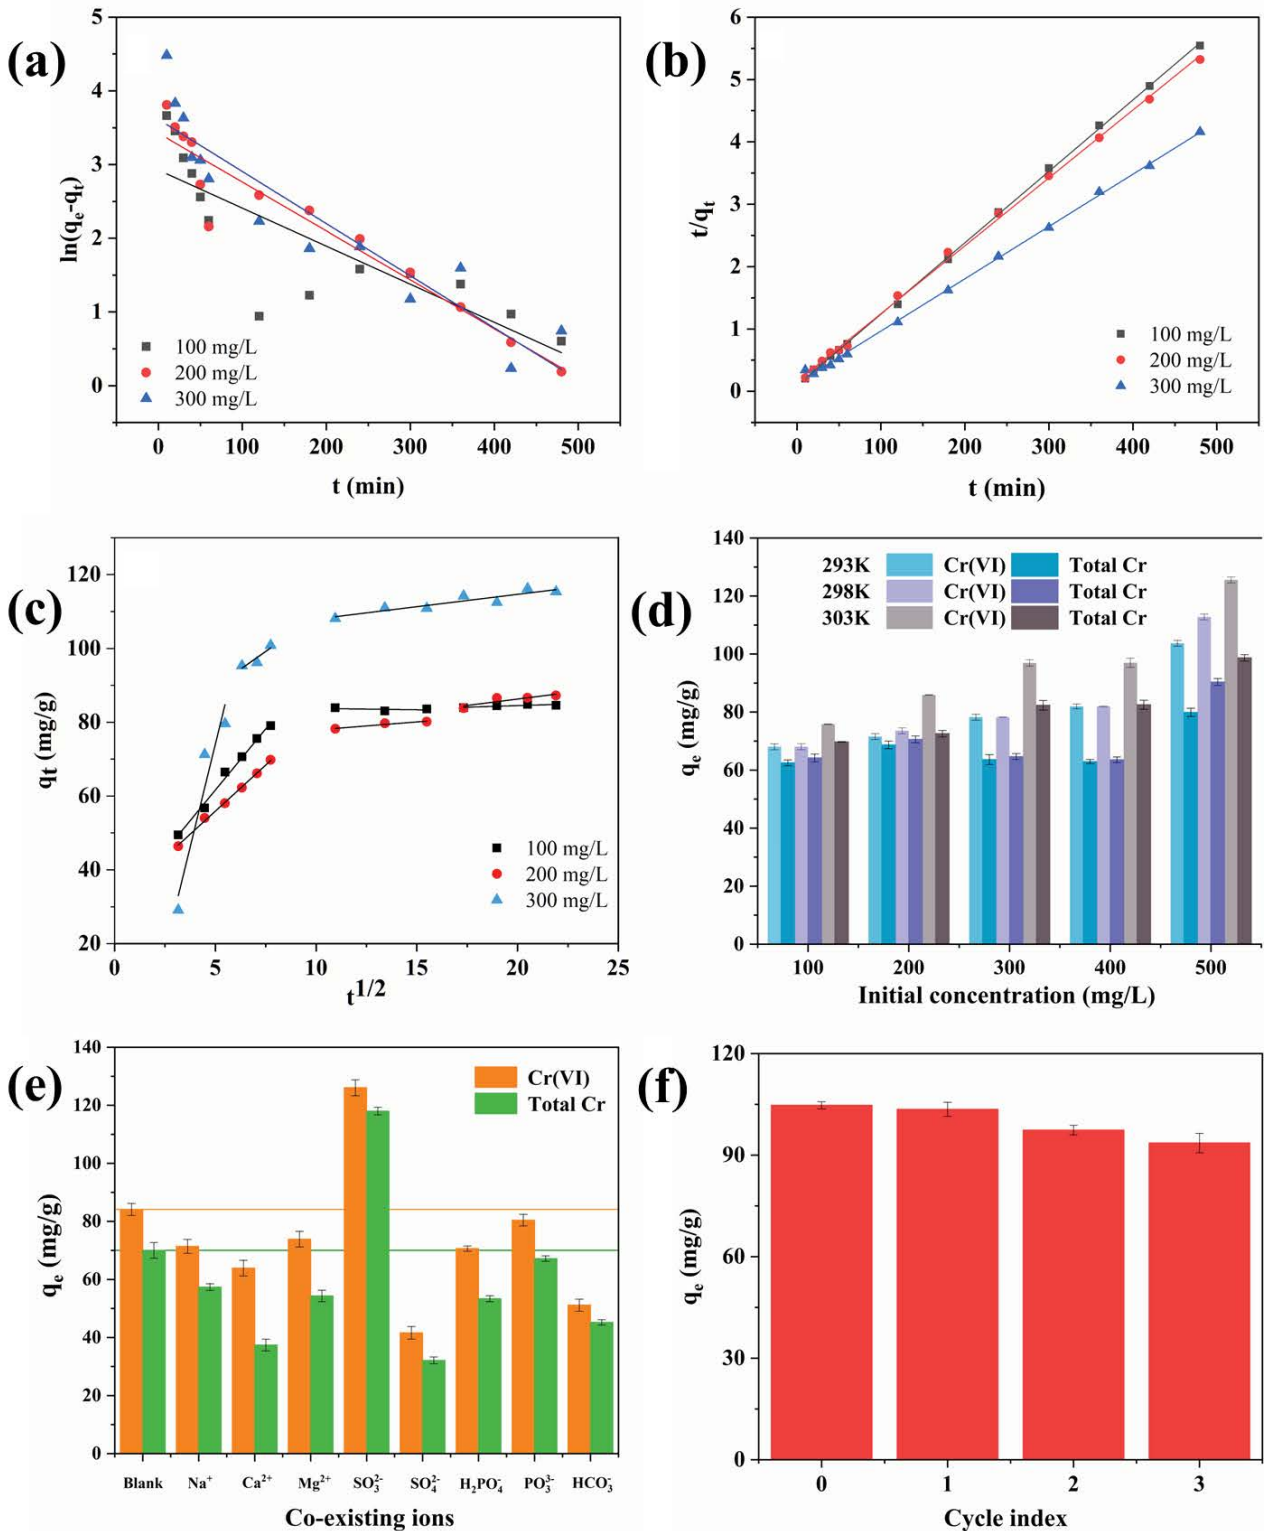 (a)
ln(qe-qt)
5
4
3
2
1
0
100 mg/L
200 mg/L
300 mg/L
0 100 200 300 400 500
t (min)
(b)
t/qt
6
5
4
3
2
1
0
100 mg/L
200 mg/L
300 mg/L
0 100 200 300 400 500
t (min)
(c)
qt (mg/g)
120
100
80
60
40
20
100 mg/L
200 mg/L
300 mg/L
0 5 10 15 20 25
t1/2
(d)
qe (mg/g)
140
120
100
80
60
40
20
0
293K Cr(VI) Total Cr
298K Cr(VI) Total Cr
303K Cr(VI) Total Cr
100 200 300 400 500
Initial concentration (mg/L)
(e)
qe (mg/g)
140
120
100
80
60
40
20
0
Cr(VI)
Total Cr
Blank Na+ Ca2+ Mg2+ SO3 2- SO4 2- H2PO4- PO3 3- HCO3-
Co-existing ions
(f)
qe (mg/g)
120
90
60
30
0
0 1 2 3
Cycle index